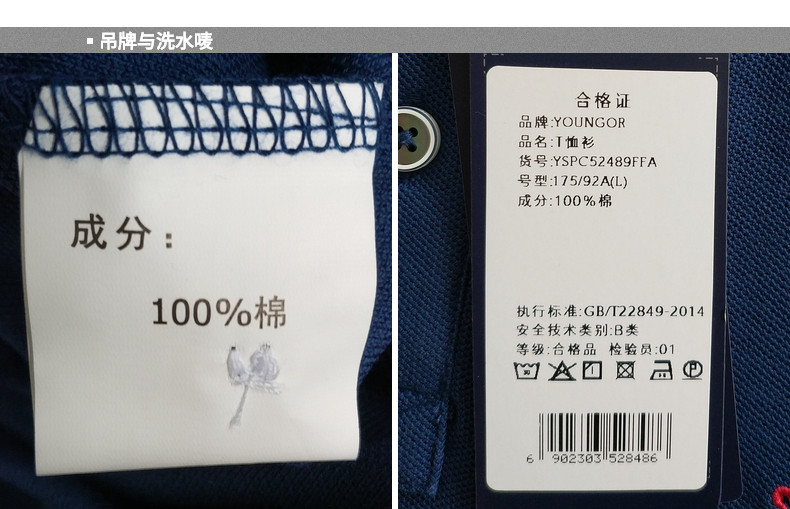 ▪ 吊牌与洗水唛
成分：
100%棉
合格证
品牌:YOUNGOR
品名:T恤衫
货号:YSPC52489FFA
号型:175/92A(L)
成分:100%棉
执行标准:GB/T22849-2014
安全技术类别:B类
等级:合格品 检验员:01
6 902303 528486